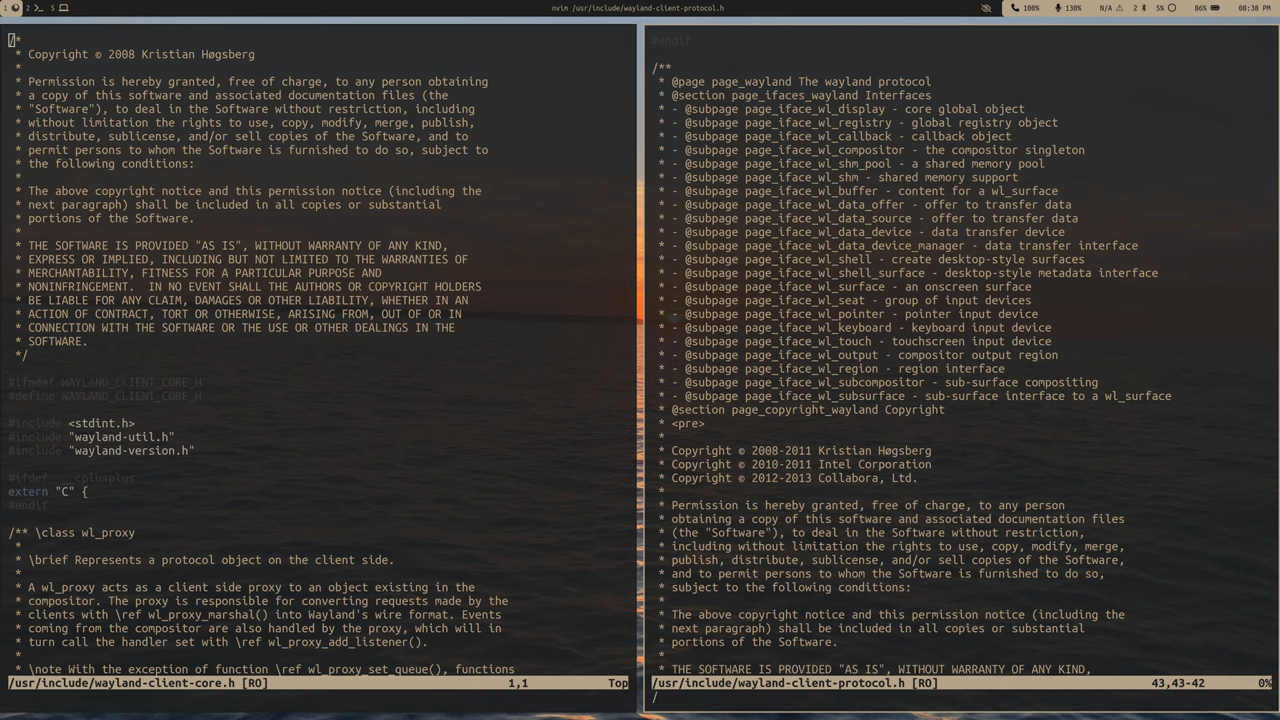 1 2 5 nvim /usr/include/wayland-client-protocol.h 100% 130% N/A 2 5% 86% 08:38 PM
/*
 * Copyright © 2008 Kristian Høgsberg
 *
 * Permission is hereby granted, free of charge, to any person obtaining
 * a copy of this software and associated documentation files (the
 * "Software"), to deal in the Software without restriction, including
 * without limitation the rights to use, copy, modify, merge, publish,
 * distribute, sublicense, and/or sell copies of the Software, and to
 * permit persons to whom the Software is furnished to do so, subject to
 * the following conditions:
 *
 * The above copyright notice and this permission notice (including the
 * next paragraph) shall be included in all copies or substantial
 * portions of the Software.
 *
 * THE SOFTWARE IS PROVIDED "AS IS", WITHOUT WARRANTY OF ANY KIND,
 * EXPRESS OR IMPLIED, INCLUDING BUT NOT LIMITED TO THE WARRANTIES OF
 * MERCHANTABILITY, FITNESS FOR A PARTICULAR PURPOSE AND
 * NONINFRINGEMENT.  IN NO EVENT SHALL THE AUTHORS OR COPYRIGHT HOLDERS
 * BE LIABLE FOR ANY CLAIM, DAMAGES OR OTHER LIABILITY, WHETHER IN AN
 * ACTION OF CONTRACT, TORT OR OTHERWISE, ARISING FROM, OUT OF OR IN
 * CONNECTION WITH THE SOFTWARE OR THE USE OR OTHER DEALINGS IN THE
 * SOFTWARE.
 */
#ifndef WAYLAND_CLIENT_CORE_H
#define WAYLAND_CLIENT_CORE_H
#include <stdint.h>
#include "wayland-util.h"
#include "wayland-version.h"
#ifdef  __cplusplus
extern "C" {
#endif
/** \class wl_proxy
 *
 * \brief Represents a protocol object on the client side.
 *
 * A wl_proxy acts as a client side proxy to an object existing in the
 * compositor. The proxy is responsible for converting requests made by the
 * clients with \ref wl_proxy_marshal() into Wayland's wire format. Events
 * coming from the compositor are also handled by the proxy, which will in
 * turn call the handler set with \ref wl_proxy_add_listener().
 *
 * \note With the exception of function \ref wl_proxy_set_queue(), functions
/usr/include/wayland-client-core.h [RO] 1,1 Top
#endif
/**
 * @page page_wayland The wayland protocol
 * @section page_ifaces_wayland Interfaces
 * - @subpage page_iface_wl_display - core global object
 * - @subpage page_iface_wl_registry - global registry object
 * - @subpage page_iface_wl_callback - callback object
 * - @subpage page_iface_wl_compositor - the compositor singleton
 * - @subpage page_iface_wl_shm_pool - a shared memory pool
 * - @subpage page_iface_wl_shm - shared memory support
 * - @subpage page_iface_wl_buffer - content for a wl_surface
 * - @subpage page_iface_wl_data_offer - offer to transfer data
 * - @subpage page_iface_wl_data_source - offer to transfer data
 * - @subpage page_iface_wl_data_device - data transfer device
 * - @subpage page_iface_wl_data_device_manager - data transfer interface
 * - @subpage page_iface_wl_shell - create desktop-style surfaces
 * - @subpage page_iface_wl_shell_surface - desktop-style metadata interface
 * - @subpage page_iface_wl_surface - an onscreen surface
 * - @subpage page_iface_wl_seat - group of input devices
 * - @subpage page_iface_wl_pointer - pointer input device
 * - @subpage page_iface_wl_keyboard - keyboard input device
 * - @subpage page_iface_wl_touch - touchscreen input device
 * - @subpage page_iface_wl_output - compositor output region
 * - @subpage page_iface_wl_region - region interface
 * - @subpage page_iface_wl_subcompositor - sub-surface compositing
 * - @subpage page_iface_wl_subsurface - sub-surface interface to a wl_surface
 * @section page_copyright_wayland Copyright
 * <pre>
 *
 * Copyright © 2008-2011 Kristian Høgsberg
 * Copyright © 2010-2011 Intel Corporation
 * Copyright © 2012-2013 Collabora, Ltd.
 *
 * Permission is hereby granted, free of charge, to any person
 * obtaining a copy of this software and associated documentation files
 * (the "Software"), to deal in the Software without restriction,
 * including without limitation the rights to use, copy, modify, merge,
 * publish, distribute, sublicense, and/or sell copies of the Software,
 * and to permit persons to whom the Software is furnished to do so,
 * subject to the following conditions:
 *
 * The above copyright notice and this permission notice (including the
 * next paragraph) shall be included in all copies or substantial
 * portions of the Software.
 *
 * THE SOFTWARE IS PROVIDED "AS IS", WITHOUT WARRANTY OF ANY KIND,
/usr/include/wayland-client-protocol.h [RO] 43,43-42 0%
/